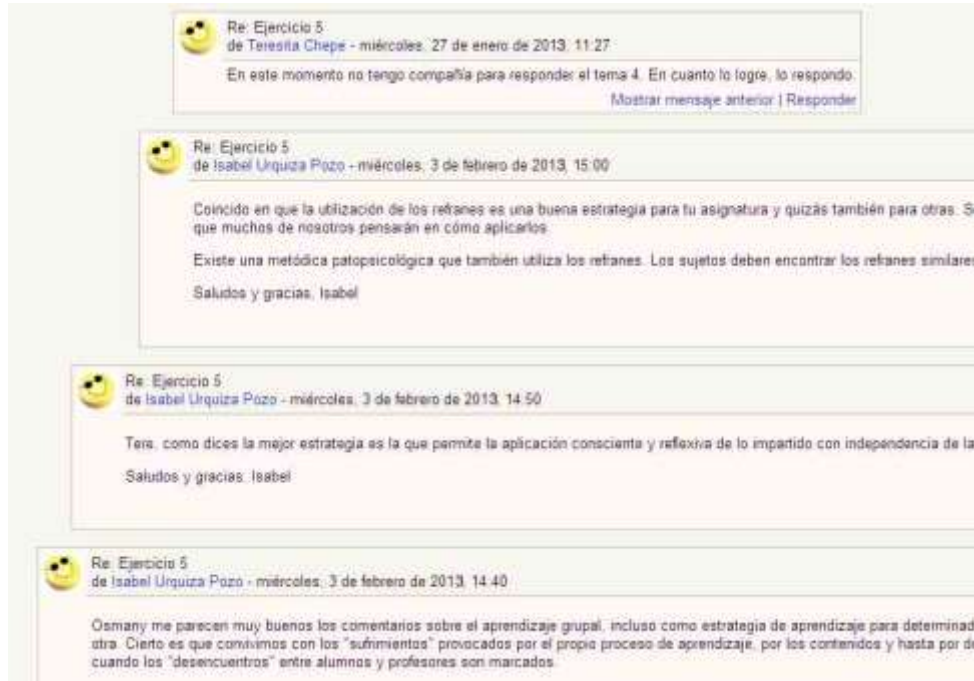 Re: Ejercicio 5
de Teresita Chepe - miércoles, 27 de enero de 2013, 11:27
En este momento no tengo compañía para responder el tema 4. En cuanto lo logre, lo respondo.
Mostrar mensaje anterior | Responder
Re: Ejercicio 5
de Isabel Urquiza Pozo - miércoles, 3 de febrero de 2013, 15:00
Coincido en que la utilización de los refranes es una buena estrategia para tu asignatura y quizás también para otras. S
que muchos de nosotros pensarán en cómo aplicarlos.
Existe una metódica patopsicológica que también utiliza los refranes. Los sujetos deben encontrar los refranes similares
Saludos y gracias, Isabel
Re: Ejercicio 5
de Isabel Urquiza Pozo - miércoles, 3 de febrero de 2013, 14:50
Tere, como dices la mejor estrategia es la que permite la aplicación consciente y reflexiva de lo impartido con independencia de la
Saludos y gracias, Isabel
Re: Ejercicio 5
de Isabel Urquiza Pozo - miércoles, 3 de febrero de 2013, 14:40
Osmany me parecen muy buenos los comentarios sobre el aprendizaje grupal, incluso como estrategia de aprendizaje para determinad
otra. Cierto es que convivimos con los "sufrimientos" provocados por el propio proceso de aprendizaje, por los contenidos y hasta por de
cuando los "desencuentros" entre alumnos y profesores son marcados.